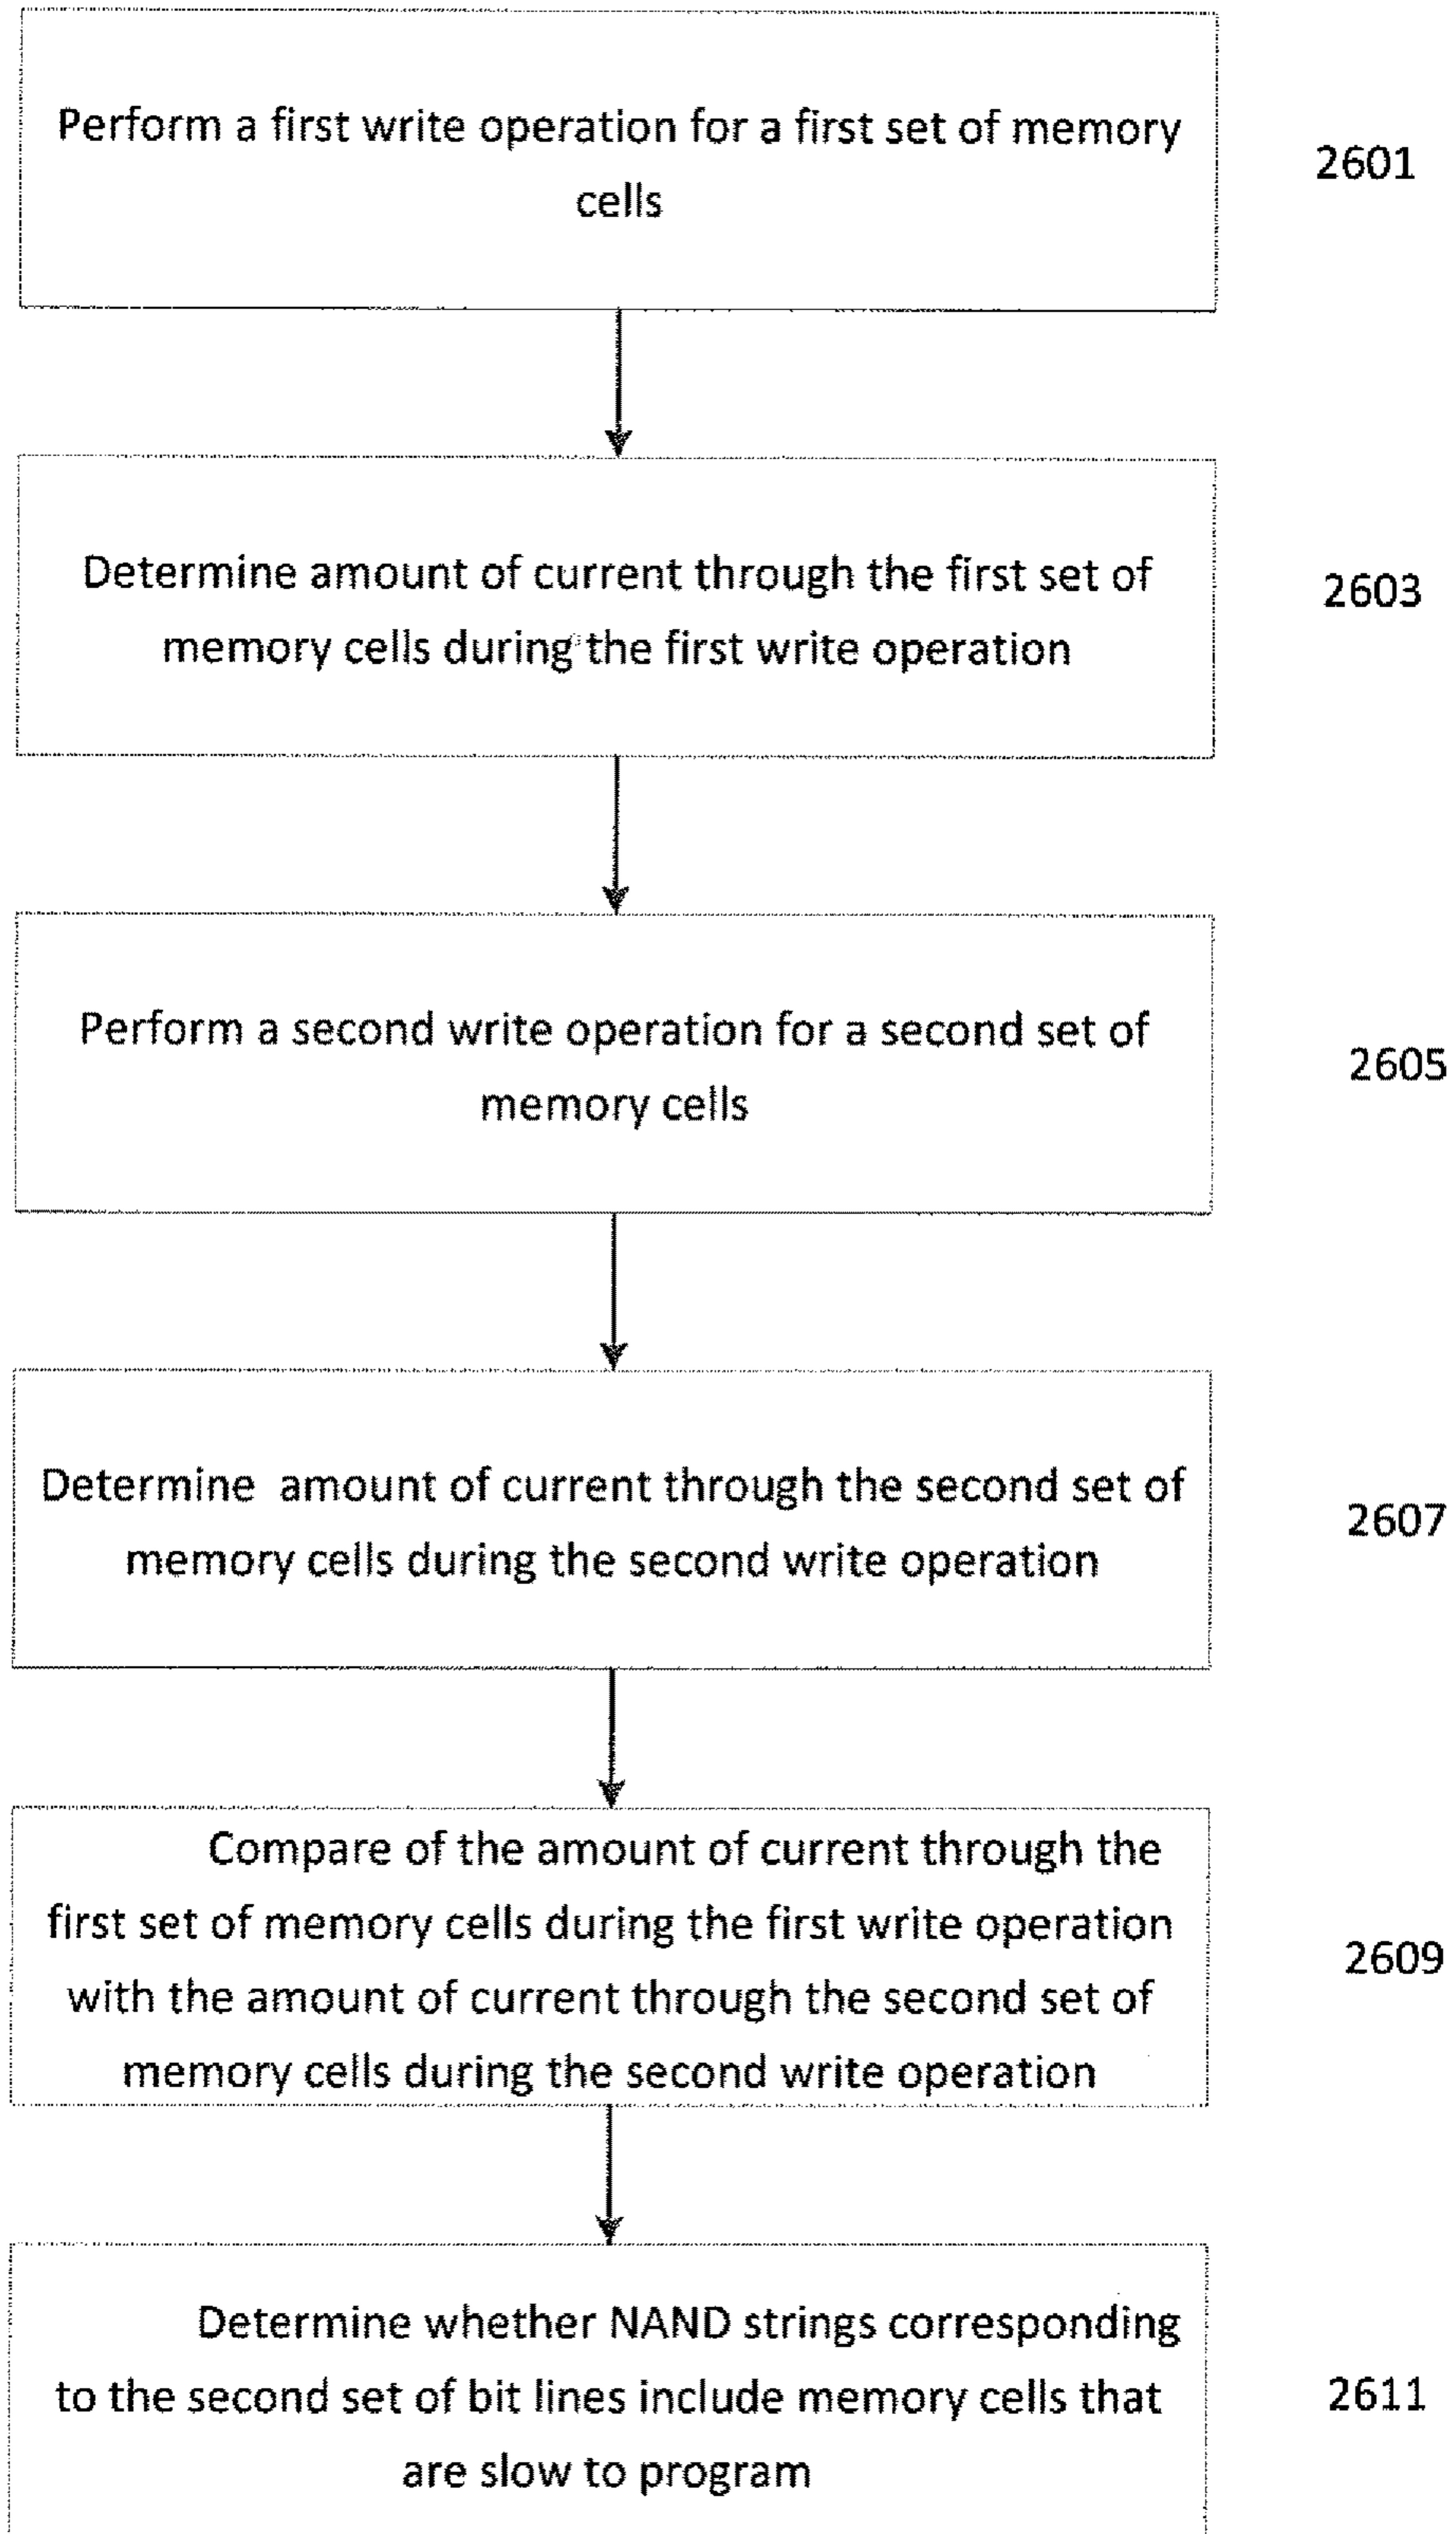 Perform a first write operation for a first set of memory
cells
2601
Determine amount of current through the first set of
memory cells during the first write operation
2603
Perform a second write operation for a second set of
memory cells
2605
Determine amount of current through the second set of
memory cells during the second write operation
2607
Compare of the amount of current through the
first set of memory cells during the first write operation
with the amount of current through the second set of
memory cells during the second write operation
2609
Determine whether NAND strings corresponding
to the second set of bit lines include memory cells that
are slow to program
2611